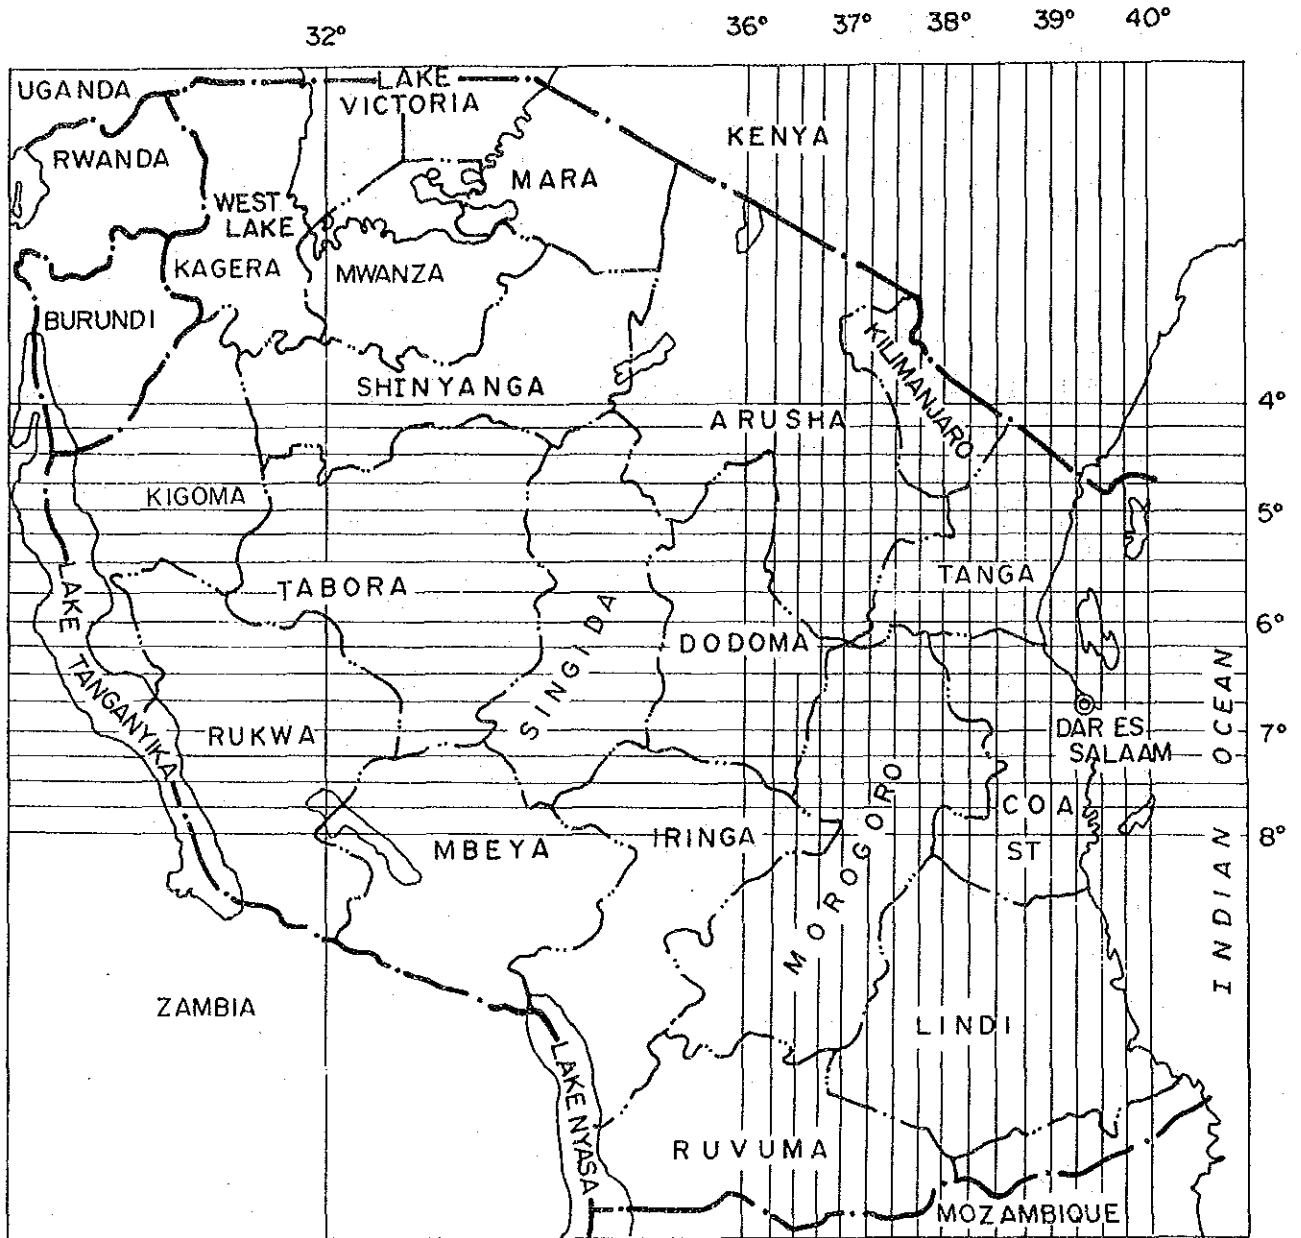 32° 36° 37° 38° 39° 40°
UGANDA
LAKE
VICTORIA
KENYA
RWANDA
MARA
WEST
LAKE
KAGERA
MWANZA
BURUNDI
KILIMANJARO
SHINYANGA
4°
ARUSHA
KIGOMA
5°
LAKE TANGANYIKA
TABORA
TANGA
SINGIDA
6°
DODOMA
RUKWA
DAR ES
SALAAM
7°
INDIAN OCEAN
MOROGORO
COA
ST
IRINGA
MBEYA
8°
ZAMBIA
LINDI
LAKE NYASA
RUVUMA
MOZAMBIQUE